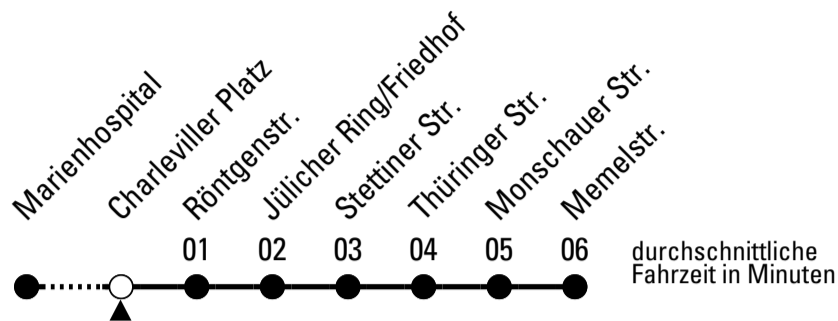 Marienhospital
Charleviller Platz
Röntgenstr.
Jülicher Ring/Friedhof
Stettiner Str.
Thüringer Str.
Monschauer Str.
Memelstr.
01 02 03 04 05 06
durchschnittliche
Fahrzeit in Minuten